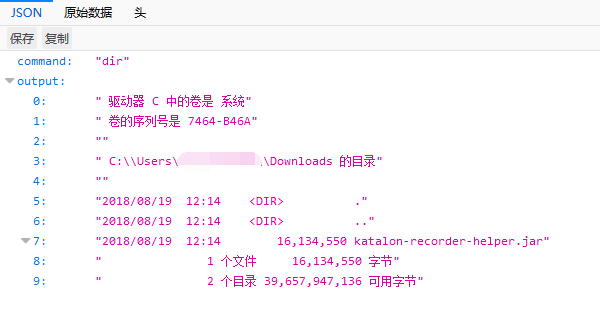 JSON 原始数据 头
保存 复制
command: "dir"
output:
0: " 驱动器 C 中的卷是 系统"
1: " 卷的序列号是 7464-B46A"
2: ""
3: " C:\\Users\ \Downloads 的目录"
4: ""
5: "2018/08/19  12:14    <DIR>          ."
6: "2018/08/19  12:14    <DIR>          .."
7: "2018/08/19  12:14        16,134,550 katalon-recorder-helper.jar"
8: "               1 个文件     16,134,550 字节"
9: "               2 个目录 39,657,947,136 可用字节"